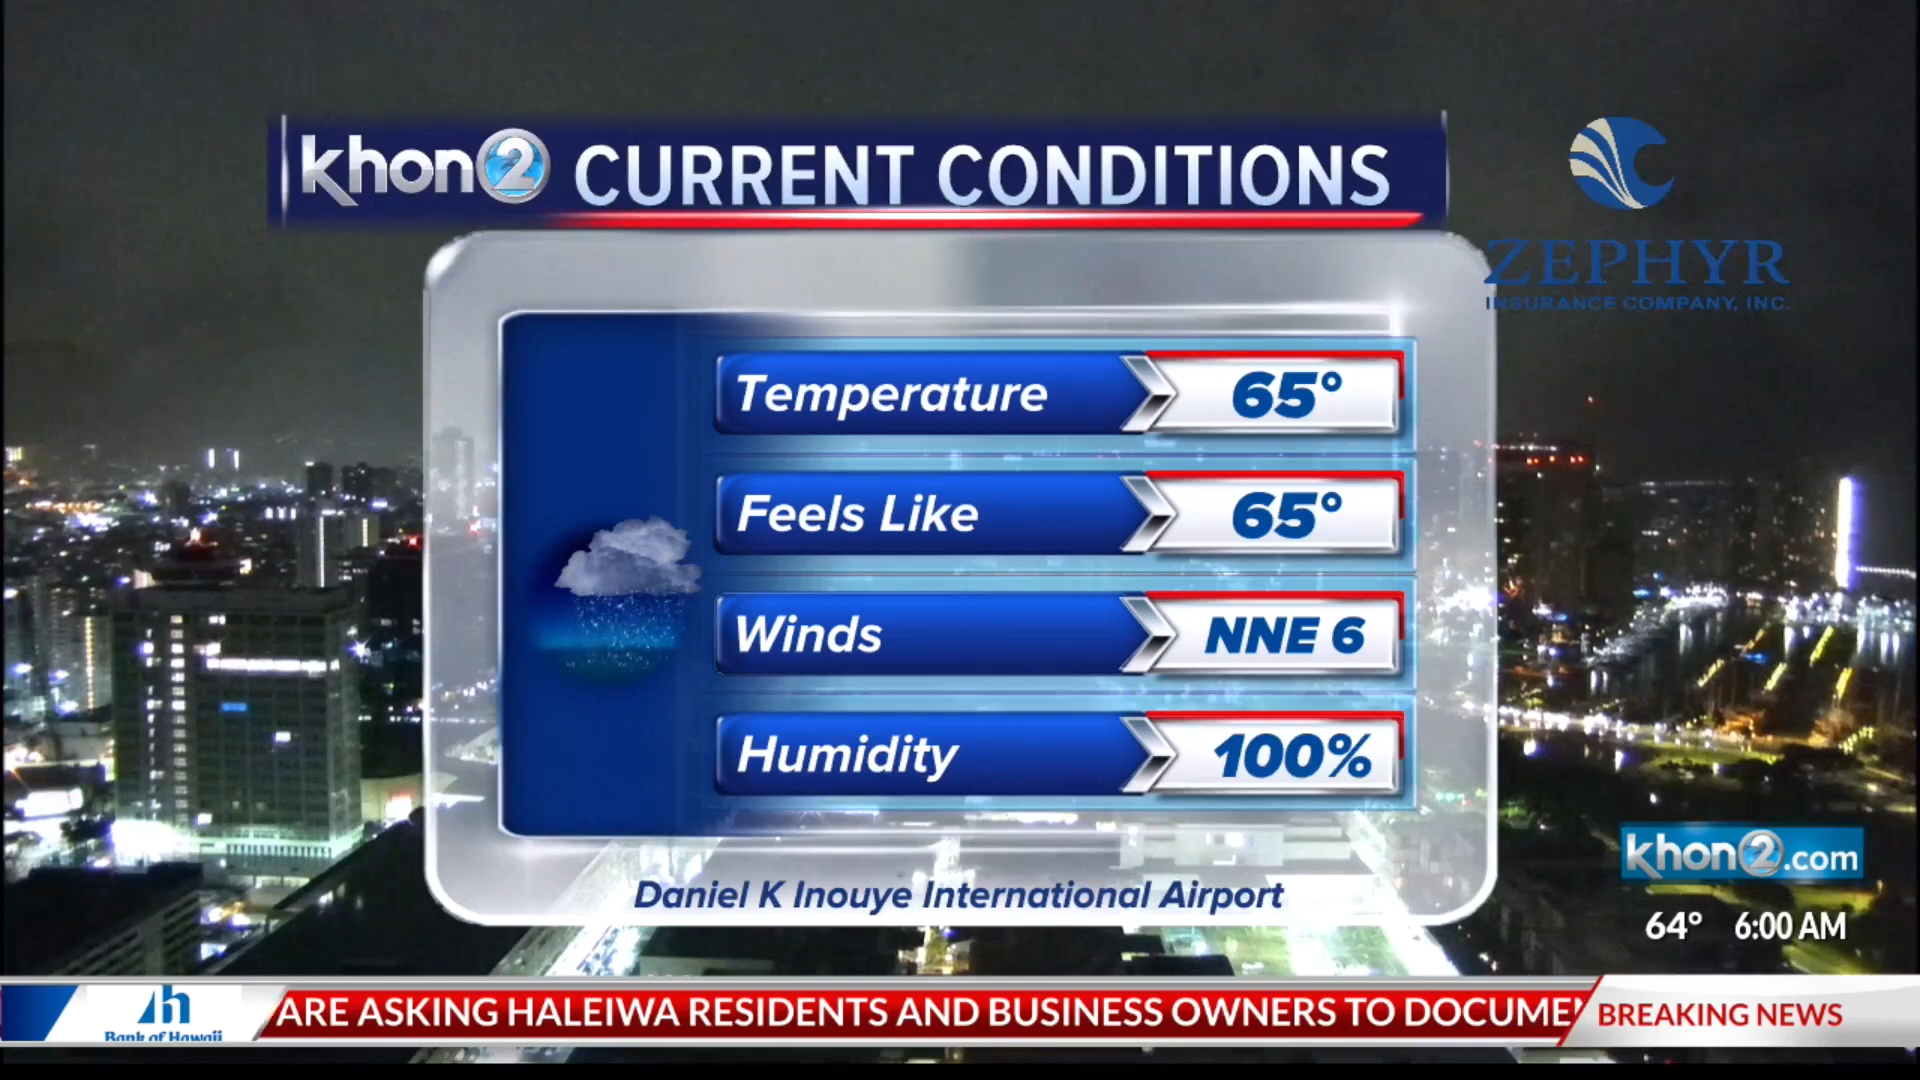 khon2 CURRENT CONDITIONS
ZEPHYR
INSURANCE COMPANY, INC.
Temperature 65°
Feels Like 65°
Winds NNE 6
Humidity 100%
Daniel K Inouye International Airport
khon2.com
64° 6:00 AM
Bank of Hawaii
ARE ASKING HALEIWA RESIDENTS AND BUSINESS OWNERS TO DOCUME
BREAKING NEWS